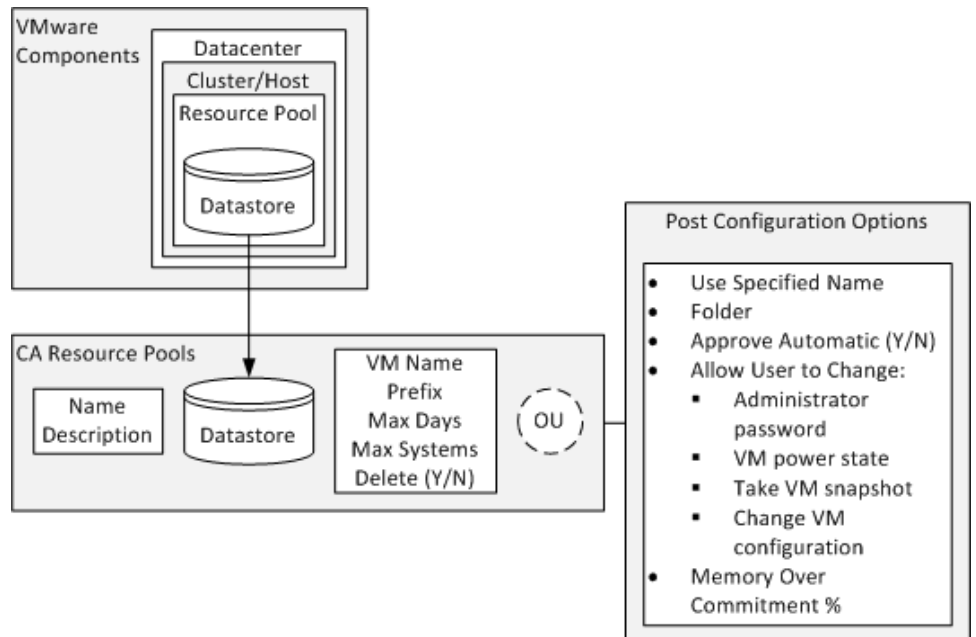 VMware
Components
Datacenter
Cluster/Host
Resource Pool
Datastore
CA Resource Pools
Name
Description
Datastore
VM Name
Prefix
Max Days
Max Systems
Delete (Y/N)
OU
Post Configuration Options
• Use Specified Name
• Folder
• Approve Automatic (Y/N)
• Allow User to Change:
▪ Administrator
password
▪ VM power state
▪ Take VM snapshot
▪ Change VM
configuration
• Memory Over
Commitment %